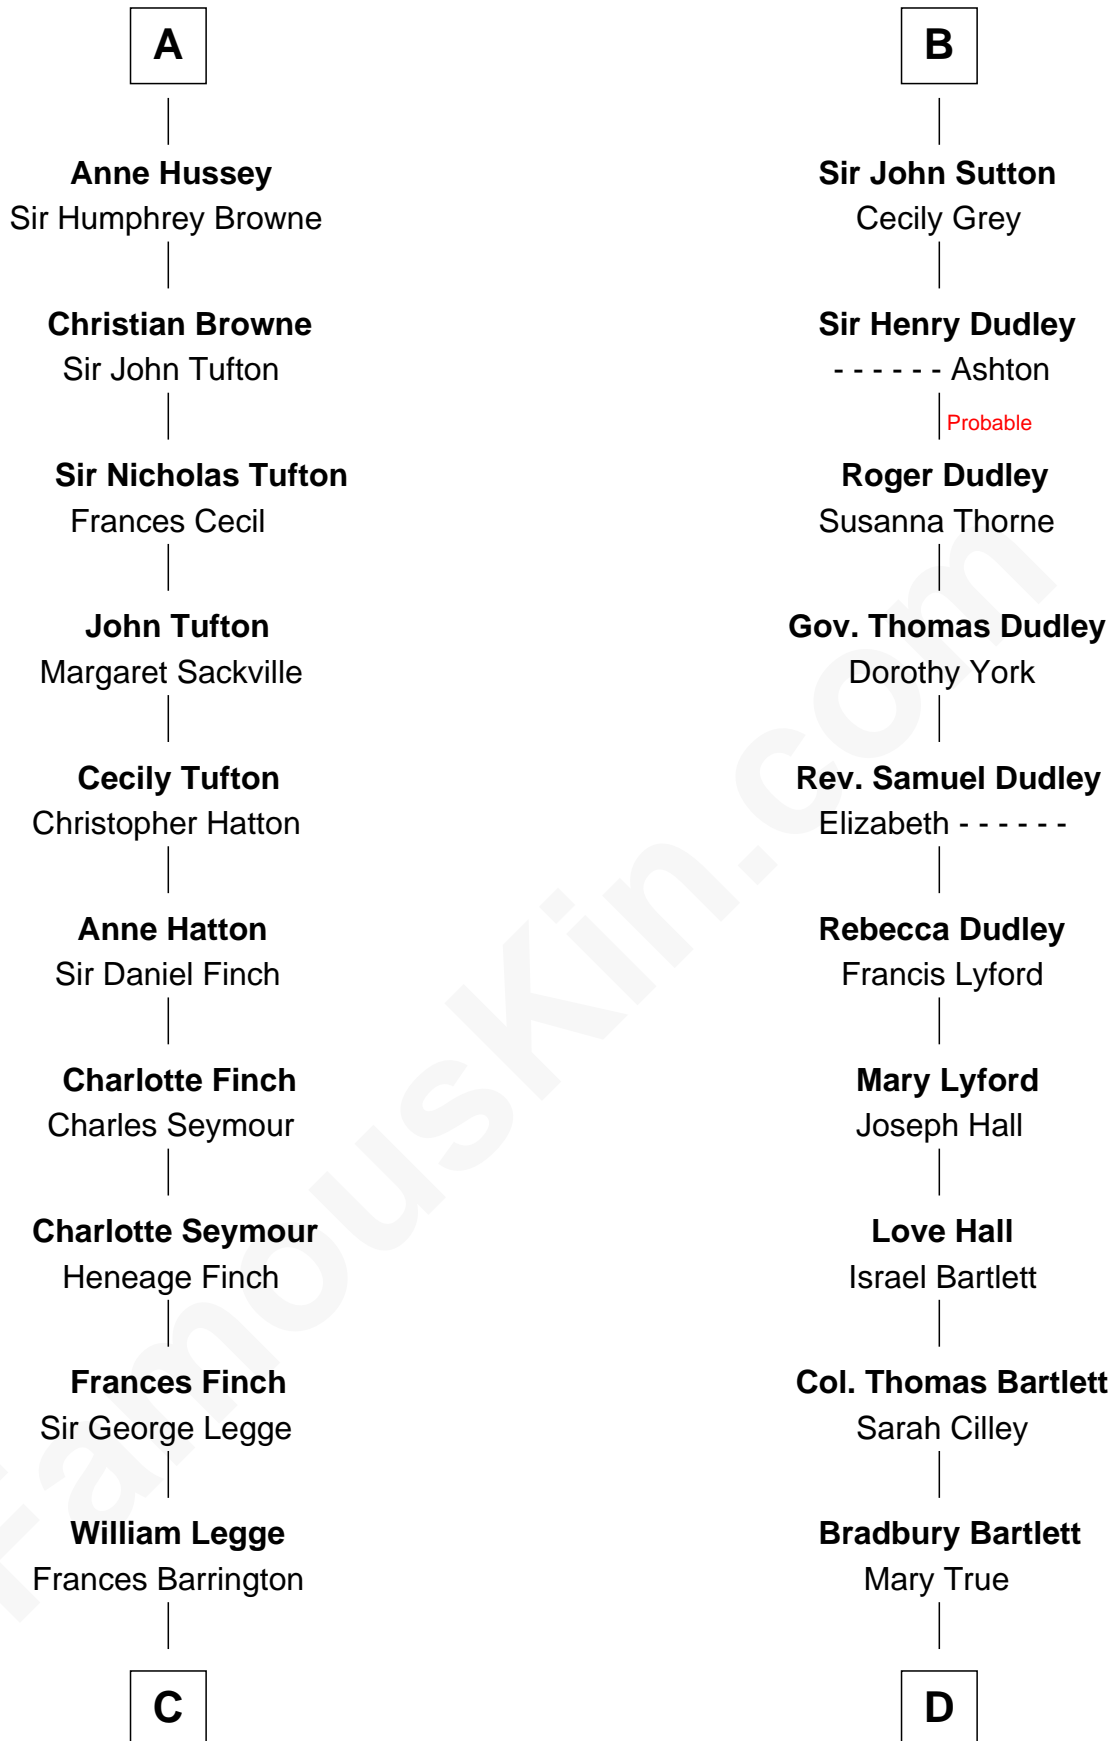 A
Anne Hussey
Sir Humphrey Browne
Christian Browne
Sir John Tufton
Sir Nicholas Tufton
Frances Cecil
John Tufton
Margaret Sackville
Cecily Tufton
Christopher Hatton
Anne Hatton
Sir Daniel Finch
Charlotte Finch
Charles Seymour
Charlotte Seymour
Heneage Finch
Frances Finch
Sir George Legge
William Legge
Frances Barrington
C
B
Sir John Sutton
Cecily Grey
Sir Henry Dudley
- - - - - - Ashton
Probable
Roger Dudley
Susanna Thorne
Gov. Thomas Dudley
Dorothy York
Rev. Samuel Dudley
Elizabeth - - - - - -
Rebecca Dudley
Francis Lyford
Mary Lyford
Joseph Hall
Love Hall
Israel Bartlett
Col. Thomas Bartlett
Sarah Cilley
Bradbury Bartlett
Mary True
D
FamousKin.com